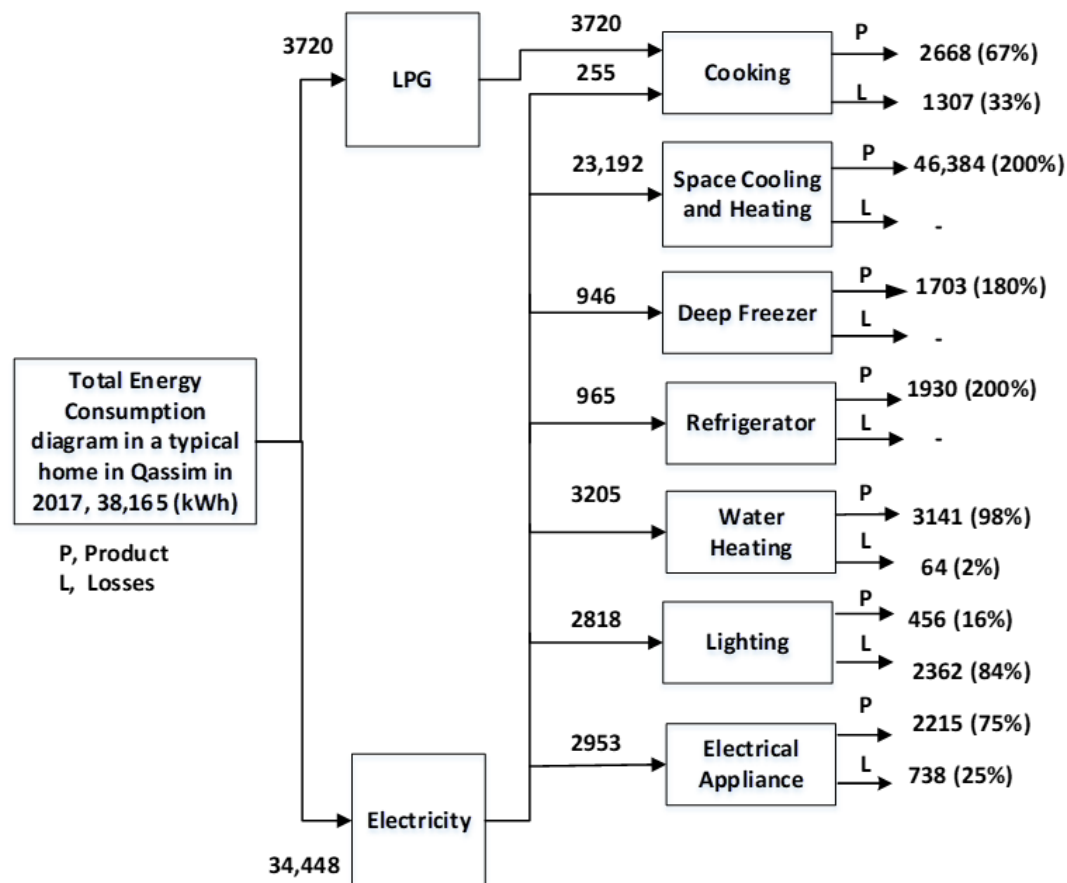 3720
LPG
3720
255
Cooking
P
2668 (67%)
L
1307 (33%)
23,192
Space Cooling
and Heating
P
46,384 (200%)
L
-
946
Deep Freezer
P
1703 (180%)
L
-
Total Energy
Consumption
diagram in a typical
home in Qassim in
2017, 38,165 (kWh)
P, Product
L, Losses
965
Refrigerator
P
1930 (200%)
L
-
3205
Water
Heating
P
3141 (98%)
L
64 (2%)
2818
Lighting
P
456 (16%)
L
2362 (84%)
2953
Electrical
Appliance
P
2215 (75%)
L
738 (25%)
Electricity
34,448